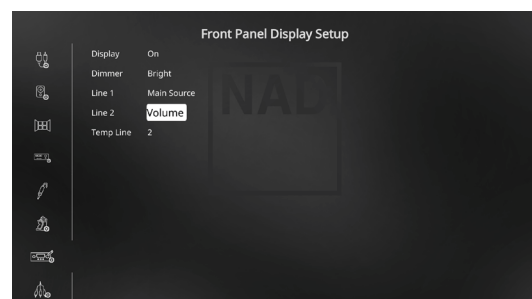 Front Panel Display Setup
Display On
Dimmer Bright
Line 1 Main Source
Line 2 Volume
Temp Line 2
NAD